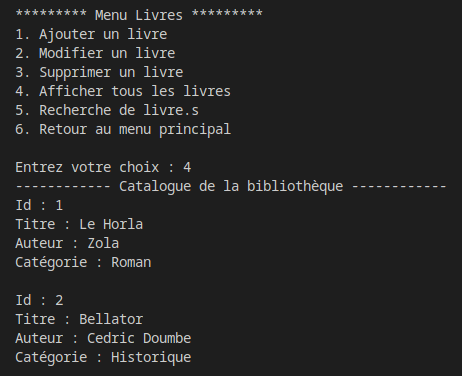 ********* Menu Livres *********
1. Ajouter un livre
2. Modifier un livre
3. Supprimer un livre
4. Afficher tous les livres
5. Recherche de livre.s
6. Retour au menu principal
Entrez votre choix : 4
------------ Catalogue de la bibliothèque ------------
Id : 1
Titre : Le Horla
Auteur : Zola
Catégorie : Roman
Id : 2
Titre : Bellator
Auteur : Cedric Doumbe
Catégorie : Historique